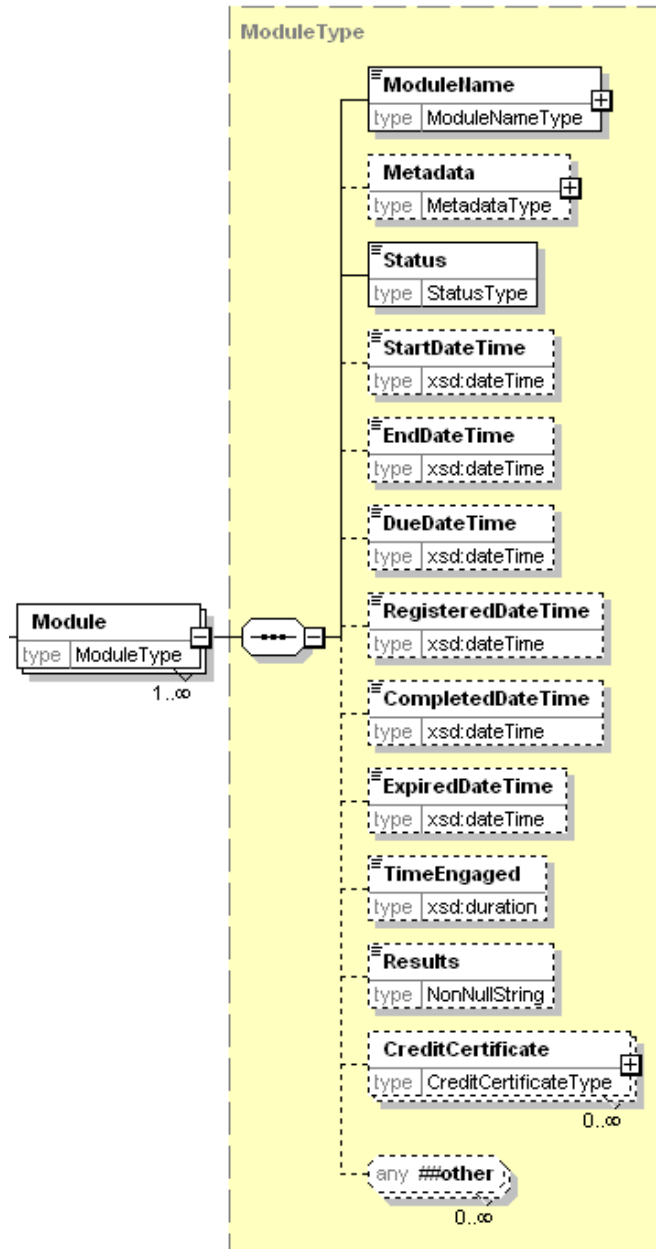 ModuleType
ModuleName
type ModuleNameType
Metadata
type MetadataType
Status
type StatusType
StartDateTime
type xsd:dateTime
EndDateTime
type xsd:dateTime
DueDateTime
type xsd:dateTime
Module
type ModuleType
1..∞
RegisteredDateTime
type xsd:dateTime
CompletedDateTime
type xsd:dateTime
ExpiredDateTime
type xsd:dateTime
TimeEngaged
type xsd:duration
Results
type NonNullString
CreditCertificate
type CreditCertificateType
0..∞
any ##other
0..∞